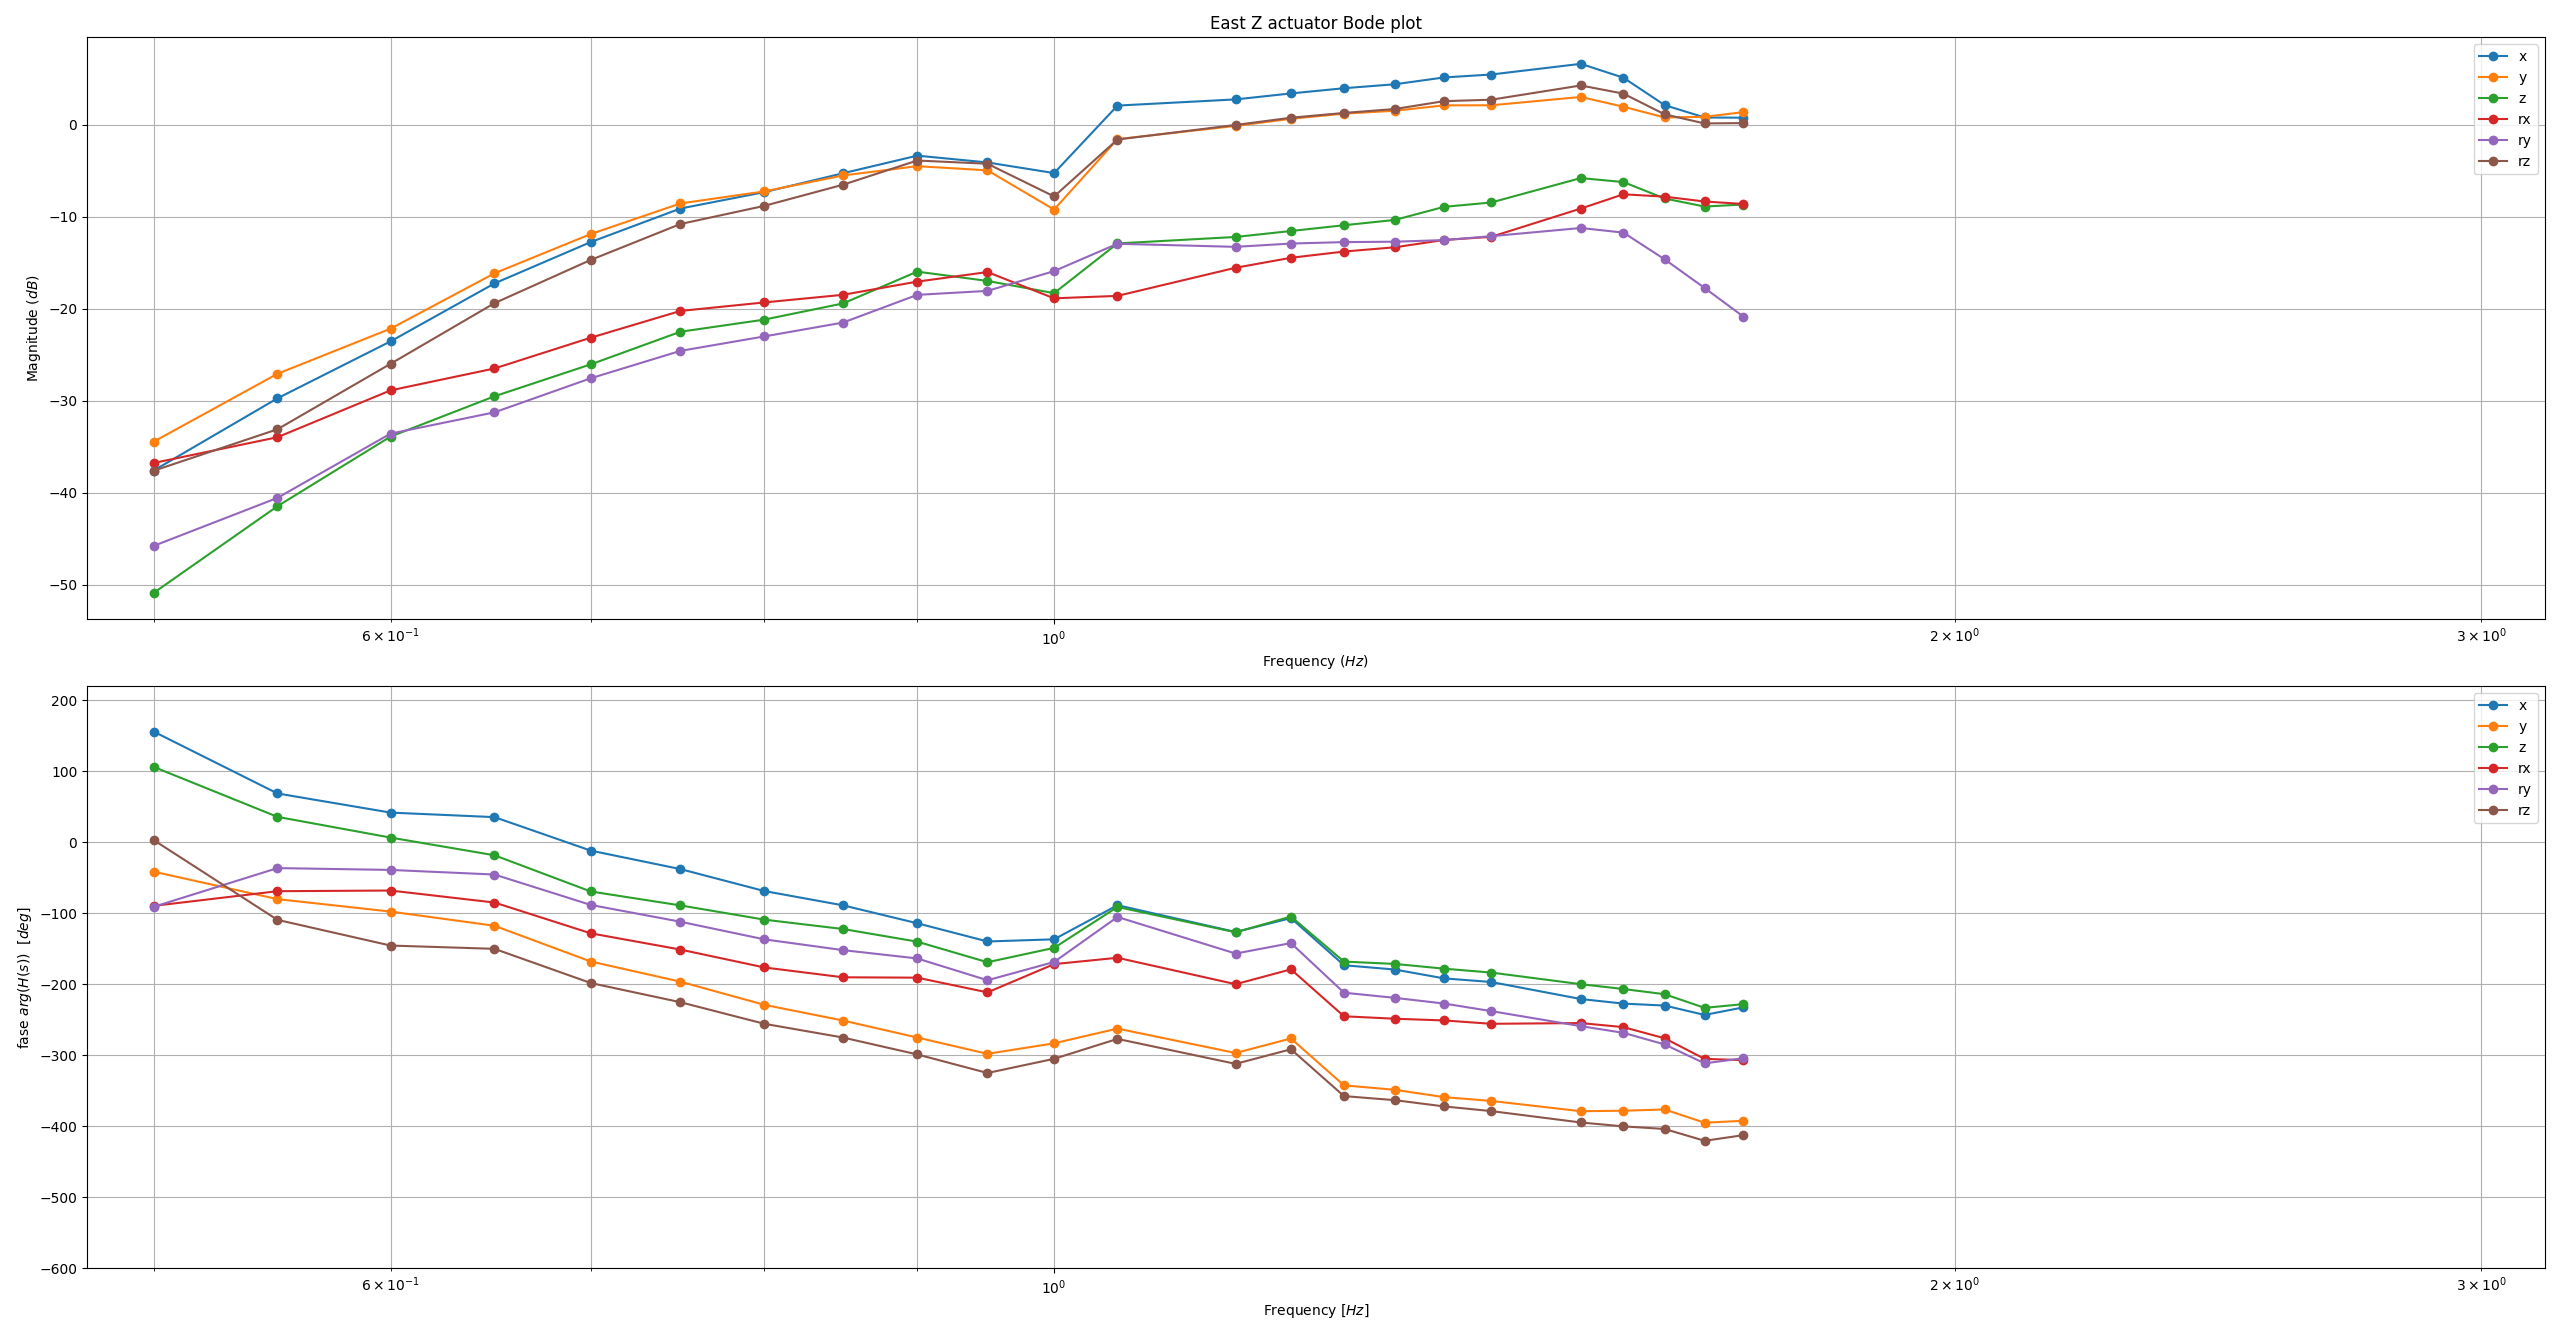 East Z actuator Bode plot
Magnitude (dB)
0
−10
−20
−30
−40
−50
6 × 10⁻¹
10⁰
2 × 10⁰
3 × 10⁰
Frequency (Hz)
x
y
z
rx
ry
rz
fase arg(H(s)) [deg]
200
100
0
−100
−200
−300
−400
−500
−600
6 × 10⁻¹
10⁰
2 × 10⁰
3 × 10⁰
Frequency [Hz]
x
y
z
rx
ry
rz